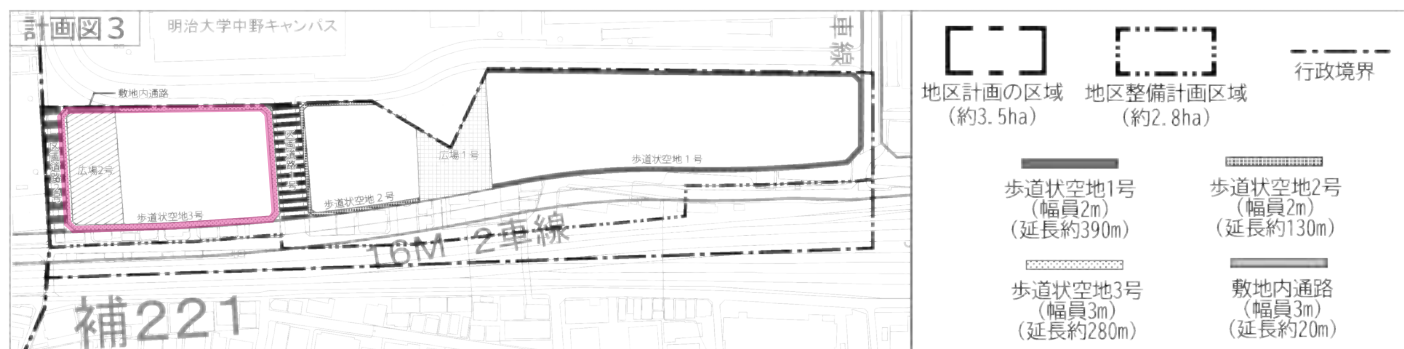 計画図3
明治大学中野キャンパス
車線
敷地内通路
広場2号
歩道状空地3号
歩道状空地2号
広場1号
歩道状空地1号
16M 2車線
補221
地区計画の区域
(約3.5ha)
地区整備計画区域
(約2.8ha)
行政境界
歩道状空地1号
(幅員2m)
(延長約390m)
歩道状空地2号
(幅員2m)
(延長約130m)
歩道状空地3号
(幅員3m)
(延長約280m)
敷地内通路
(幅員3m)
(延長約20m)